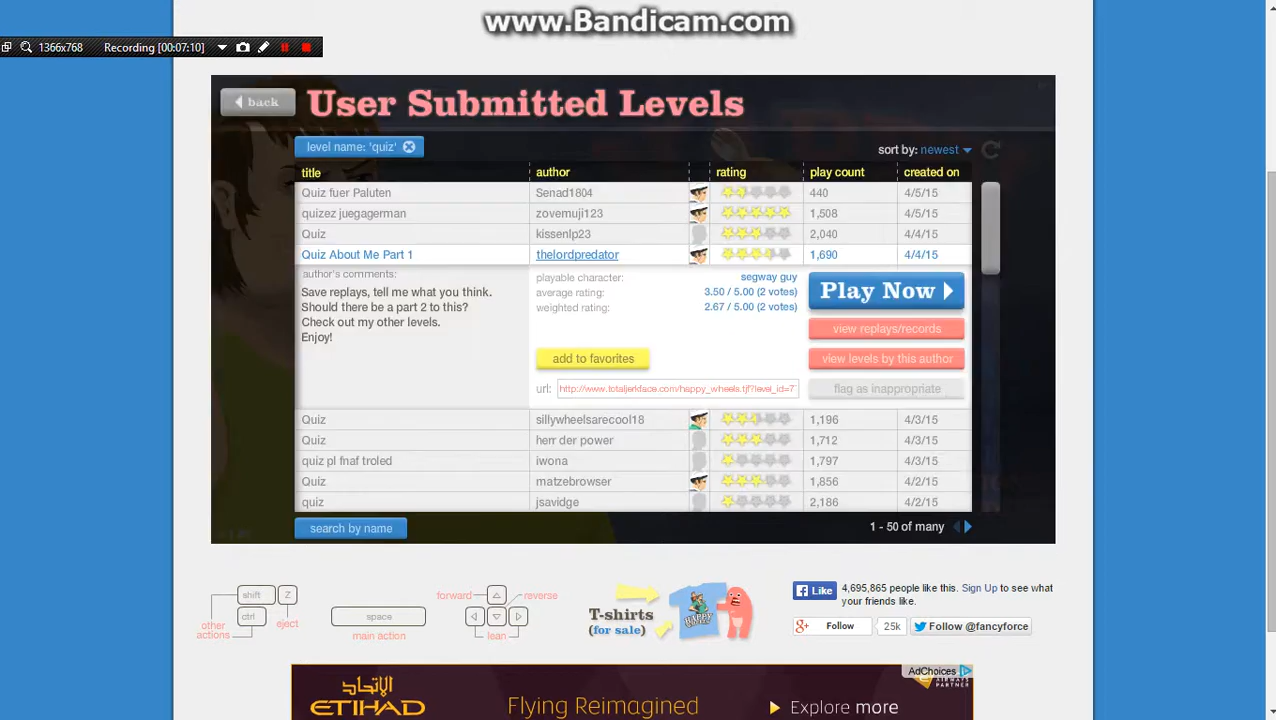 www.Bandicam.com
1366x768 Recording [00:07:10]
back User Submitted Levels
level name: 'quiz' sort by: newest
title author rating play count created on
Quiz fuer Paluten Senad1804 440 4/5/15
quizez juegagerman zovemuji123 1,508 4/5/15
Quiz kissenlp23 2,040 4/4/15
Quiz About Me Part 1 thelordpredator 1,690 4/4/15
author's comments:
Save replays, tell me what you think.
Should there be a part 2 to this?
Check out my other levels.
Enjoy!
playable character: segway guy
average rating: 3.50 / 5.00 (2 votes)
weighted rating: 2.67 / 5.00 (2 votes)
add to favorites
url: http://www.totaljerkface.com/happy_wheels.tjf?level_id=7
Play Now
view replays/records
view levels by this author
flag as inappropriate
Quiz sillywheelsarecool18 1,196 4/3/15
Quiz herr der power 1,712 4/3/15
quiz pl fnaf troled iwona 1,797 4/3/15
Quiz matzebrowser 1,856 4/2/15
quiz jsavidge 2,186 4/2/15
search by name 1 - 50 of many
shift Z
ctrl
other actions
eject
space
main action
forward reverse
lean
T-shirts
(for sale)
HAPPY
Like 4,695,865 people like this. Sign Up to see what
your friends like.
Follow 25k Follow @fancyforce
AdChoices
الإتحاد
ETIHAD
Flying Reimagined
Explore more